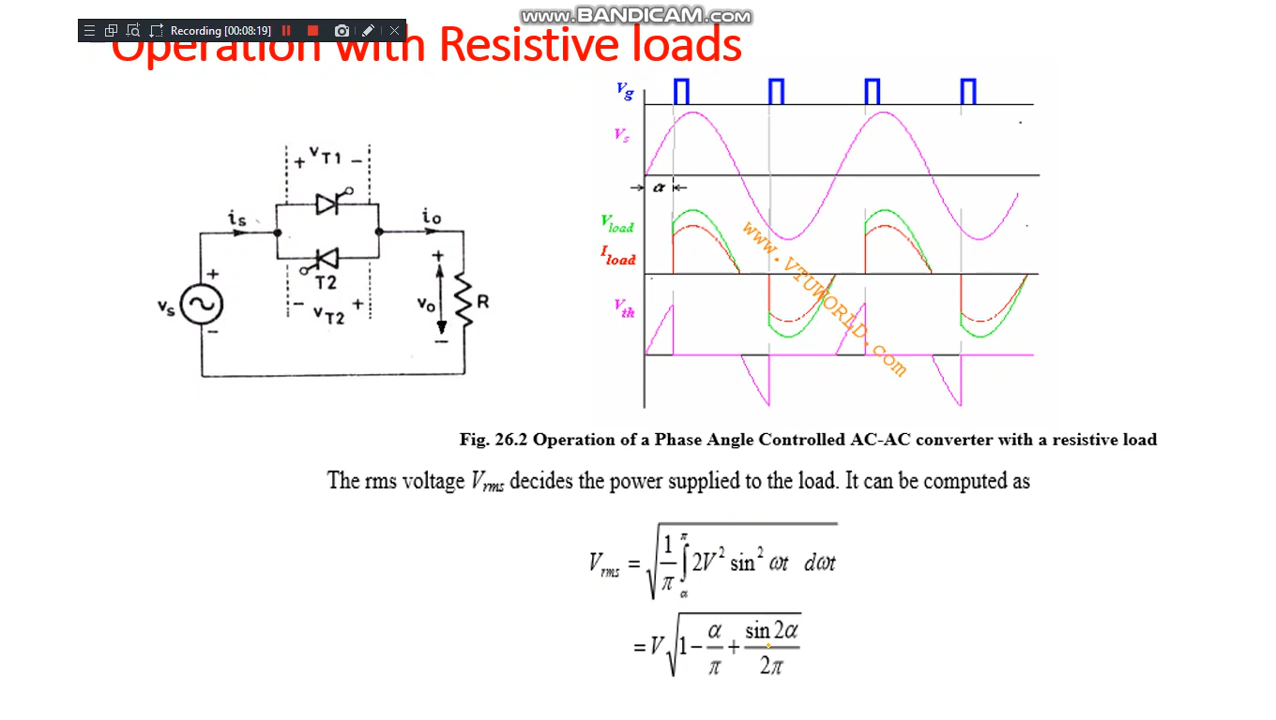 www.BANDICAM.com
Recording [00:08:19]
Operation with Resistive loads
Vg
Vs
α
Vload
Iload
Vth
www.VTUWORLD.com
+ vT1 −
is
io
T2
− vT2 +
+
vs
−
+
vo
−
R
Fig. 26.2 Operation of a Phase Angle Controlled AC-AC converter with a resistive load
The rms voltage Vrms decides the power supplied to the load. It can be computed as
Vrms = √(1/π ∫_α^π 2V² sin² ωt dωt)
= V√(1 − α/π + sin 2α/2π)